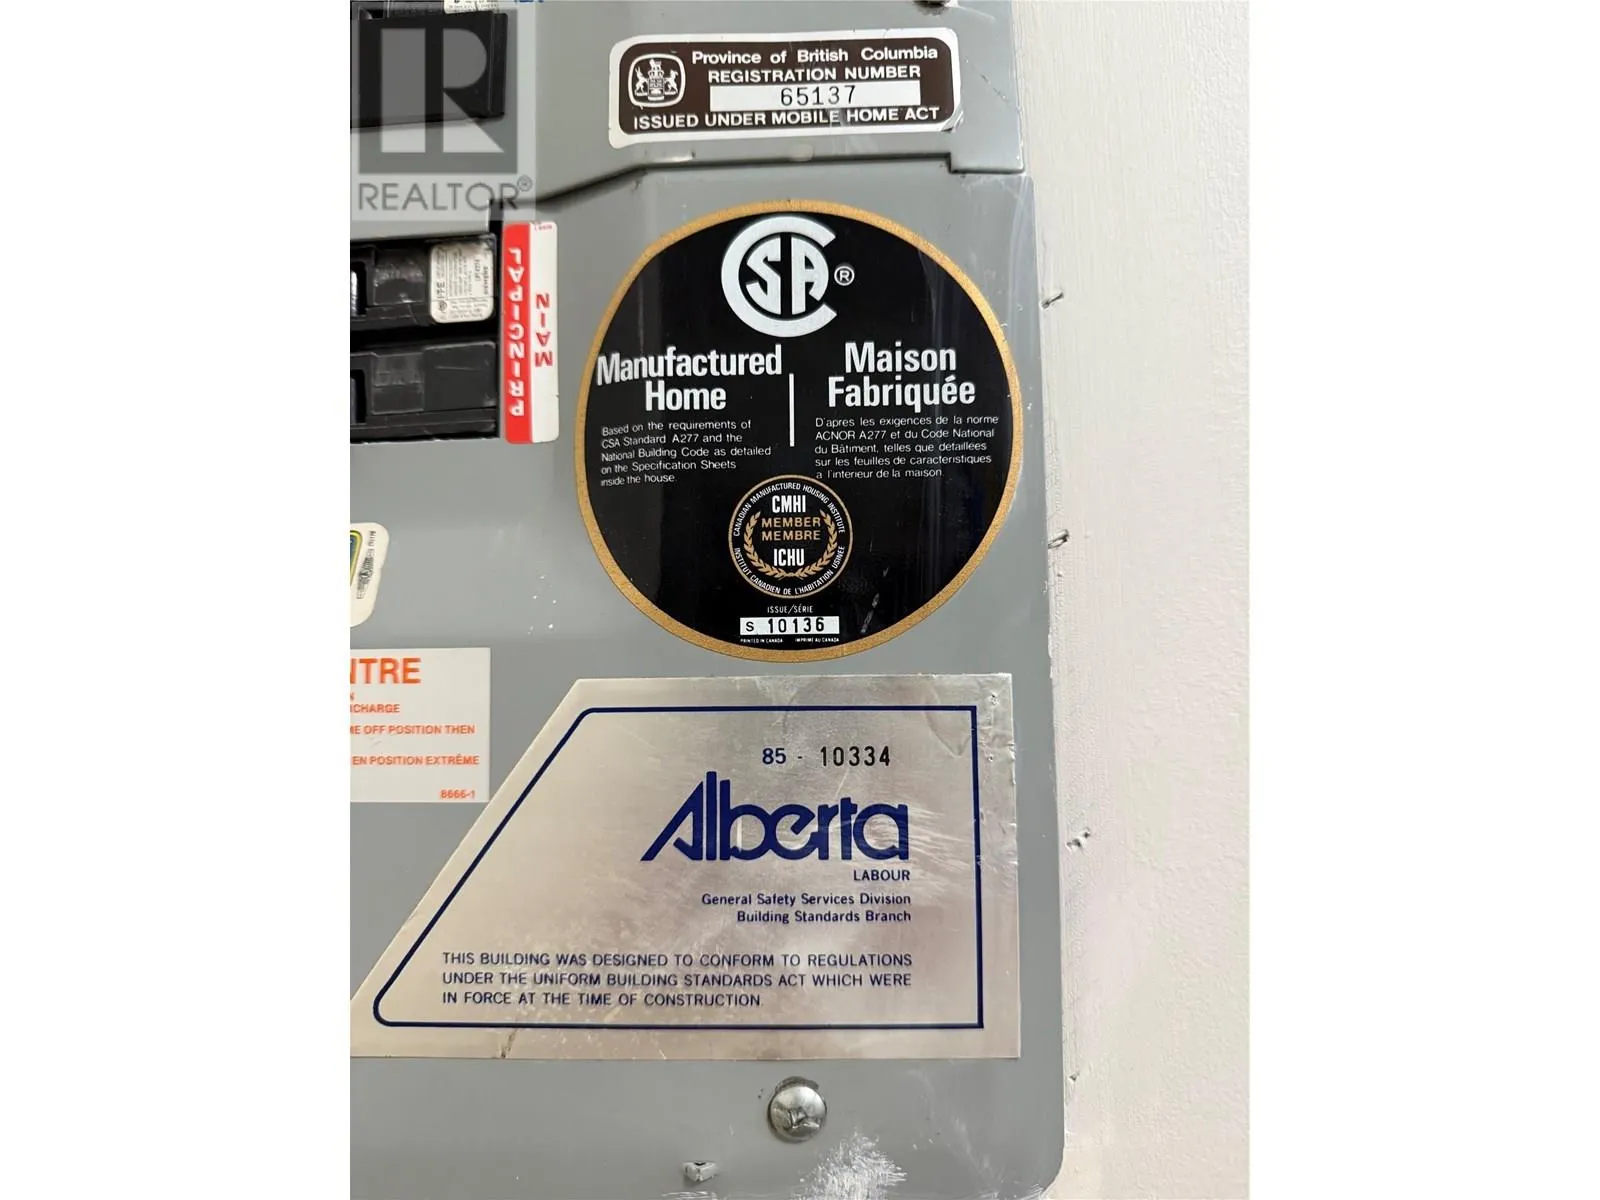 REALTOR®
Province of British Columbia
REGISTRATION NUMBER
65137
ISSUED UNDER MOBILE HOME ACT
MAIN
PRINCIPAL
CSA ®
Manufactured
Home
Based on the requirements of
CSA Standard A277 and the
National Building Code as detailed
on the Specification Sheets
inside the house.
Maison
Fabriquée
D'apres les exigences de la norme
ACNOR A277 et du Code National
du Bâtiment, telles que detaillées
sur les feuilles de caracteristiques
a l'interieur de la maison.
CANADIAN MANUFACTURED HOUSING INSTITUTE
CMHI
MEMBER
MEMBRE
ICHU
INSTITUT CANADIEN DE L'HABITATION USINEE
ISSUE/SÉRIE
S 10136
PRINTED IN CANADA IMPRIME AU CANADA
NTRE
CHARGE
ME OFF POSITION THEN
EN POSITION EXTRÊME
8666-1
85 - 10334
Alberta
LABOUR
General Safety Services Division
Building Standards Branch
THIS BUILDING WAS DESIGNED TO CONFORM TO REGULATIONS
UNDER THE UNIFORM BUILDING STANDARDS ACT WHICH WERE
IN FORCE AT THE TIME OF CONSTRUCTION.